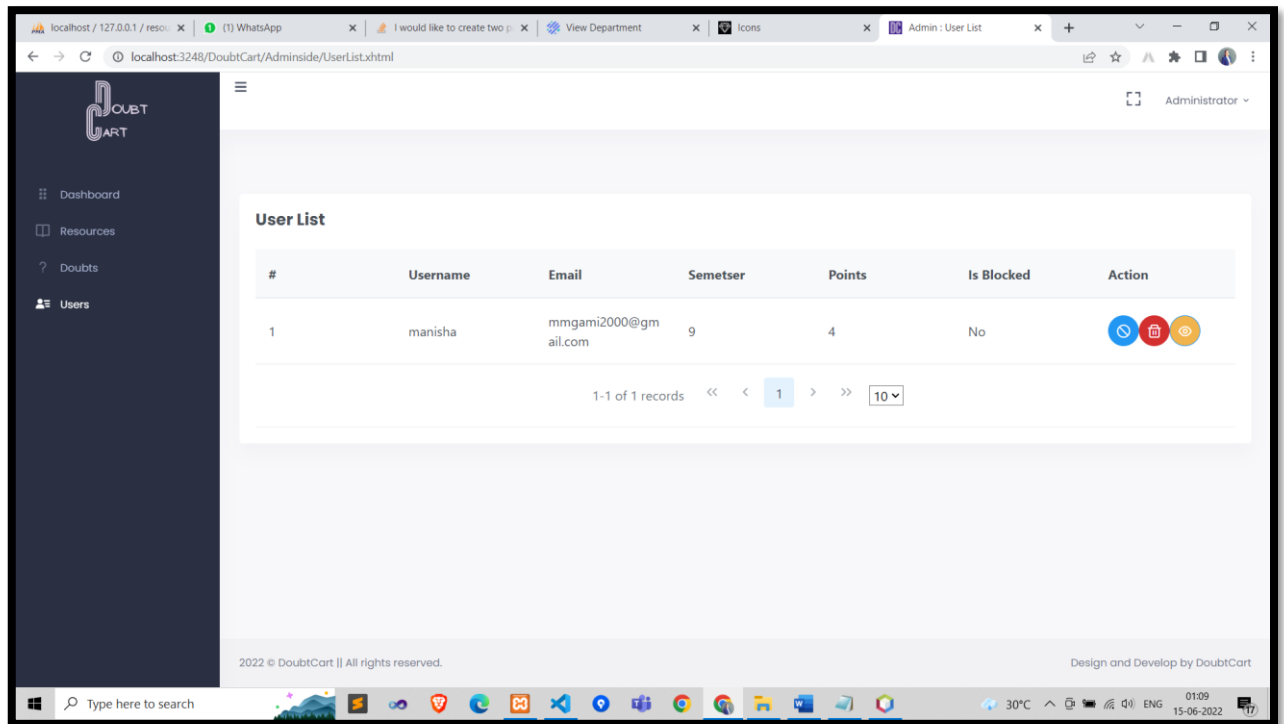 localhost / 127.0.0.1 / resou
(1) WhatsApp
I would like to create two p
View Department
Icons
Admin : User List
localhost:3248/DoubtCart/Adminside/UserList.xhtml
DOUBT
CART
Administrator
Dashboard
Resources
? Doubts
Users
User List
# Username Email Semetser Points Is Blocked Action
1 manisha mmgami2000@gm
ail.com 9 4 No
1-1 of 1 records << < 1 > >> 10
2022 © DoubtCart || All rights reserved.
Design and Develop by DoubtCart
Type here to search
30°C ENG 01:09
15-06-2022
17